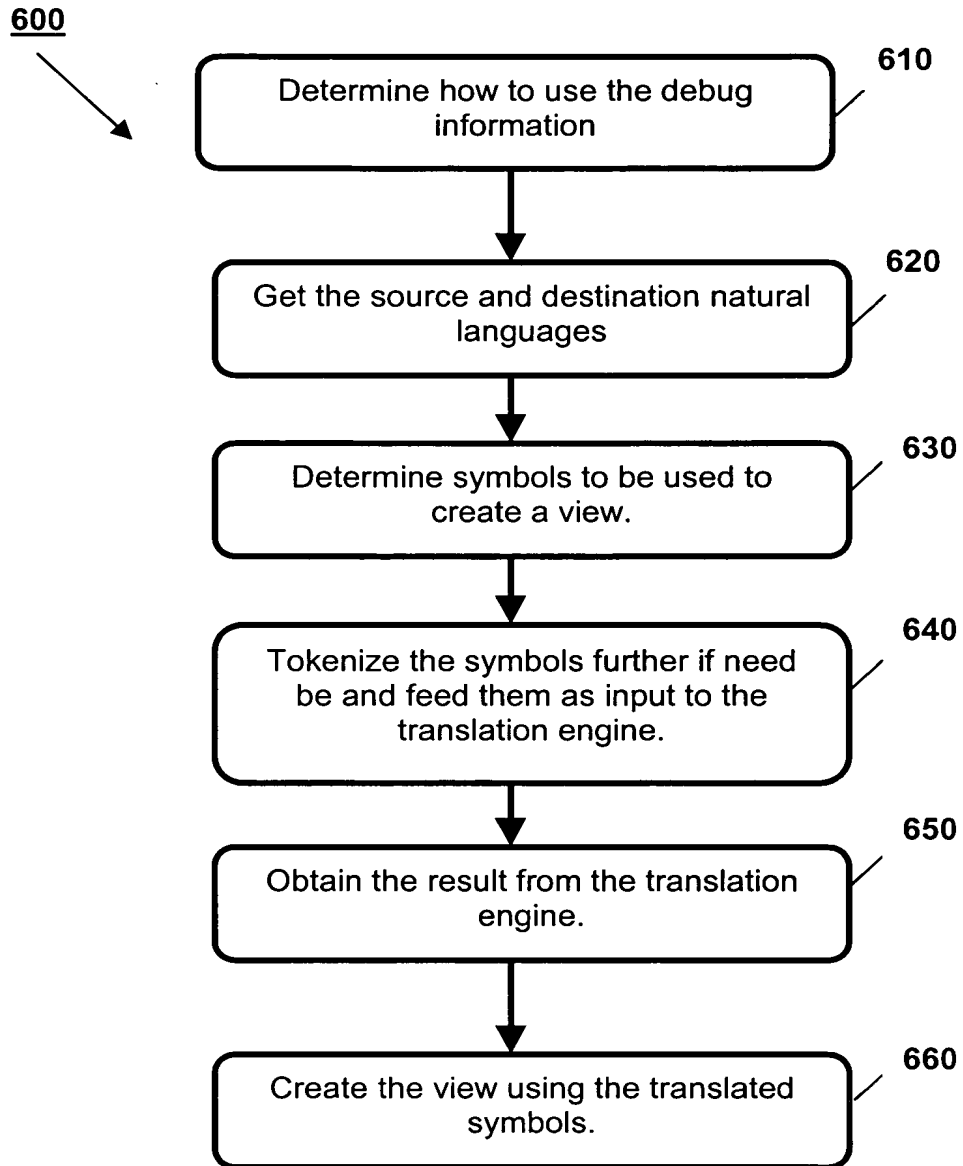 600
610
Determine how to use the debug
information
620
Get the source and destination natural
languages
630
Determine symbols to be used to
create a view.
640
Tokenize the symbols further if need
be and feed them as input to the
translation engine.
650
Obtain the result from the translation
engine.
660
Create the view using the translated
symbols.